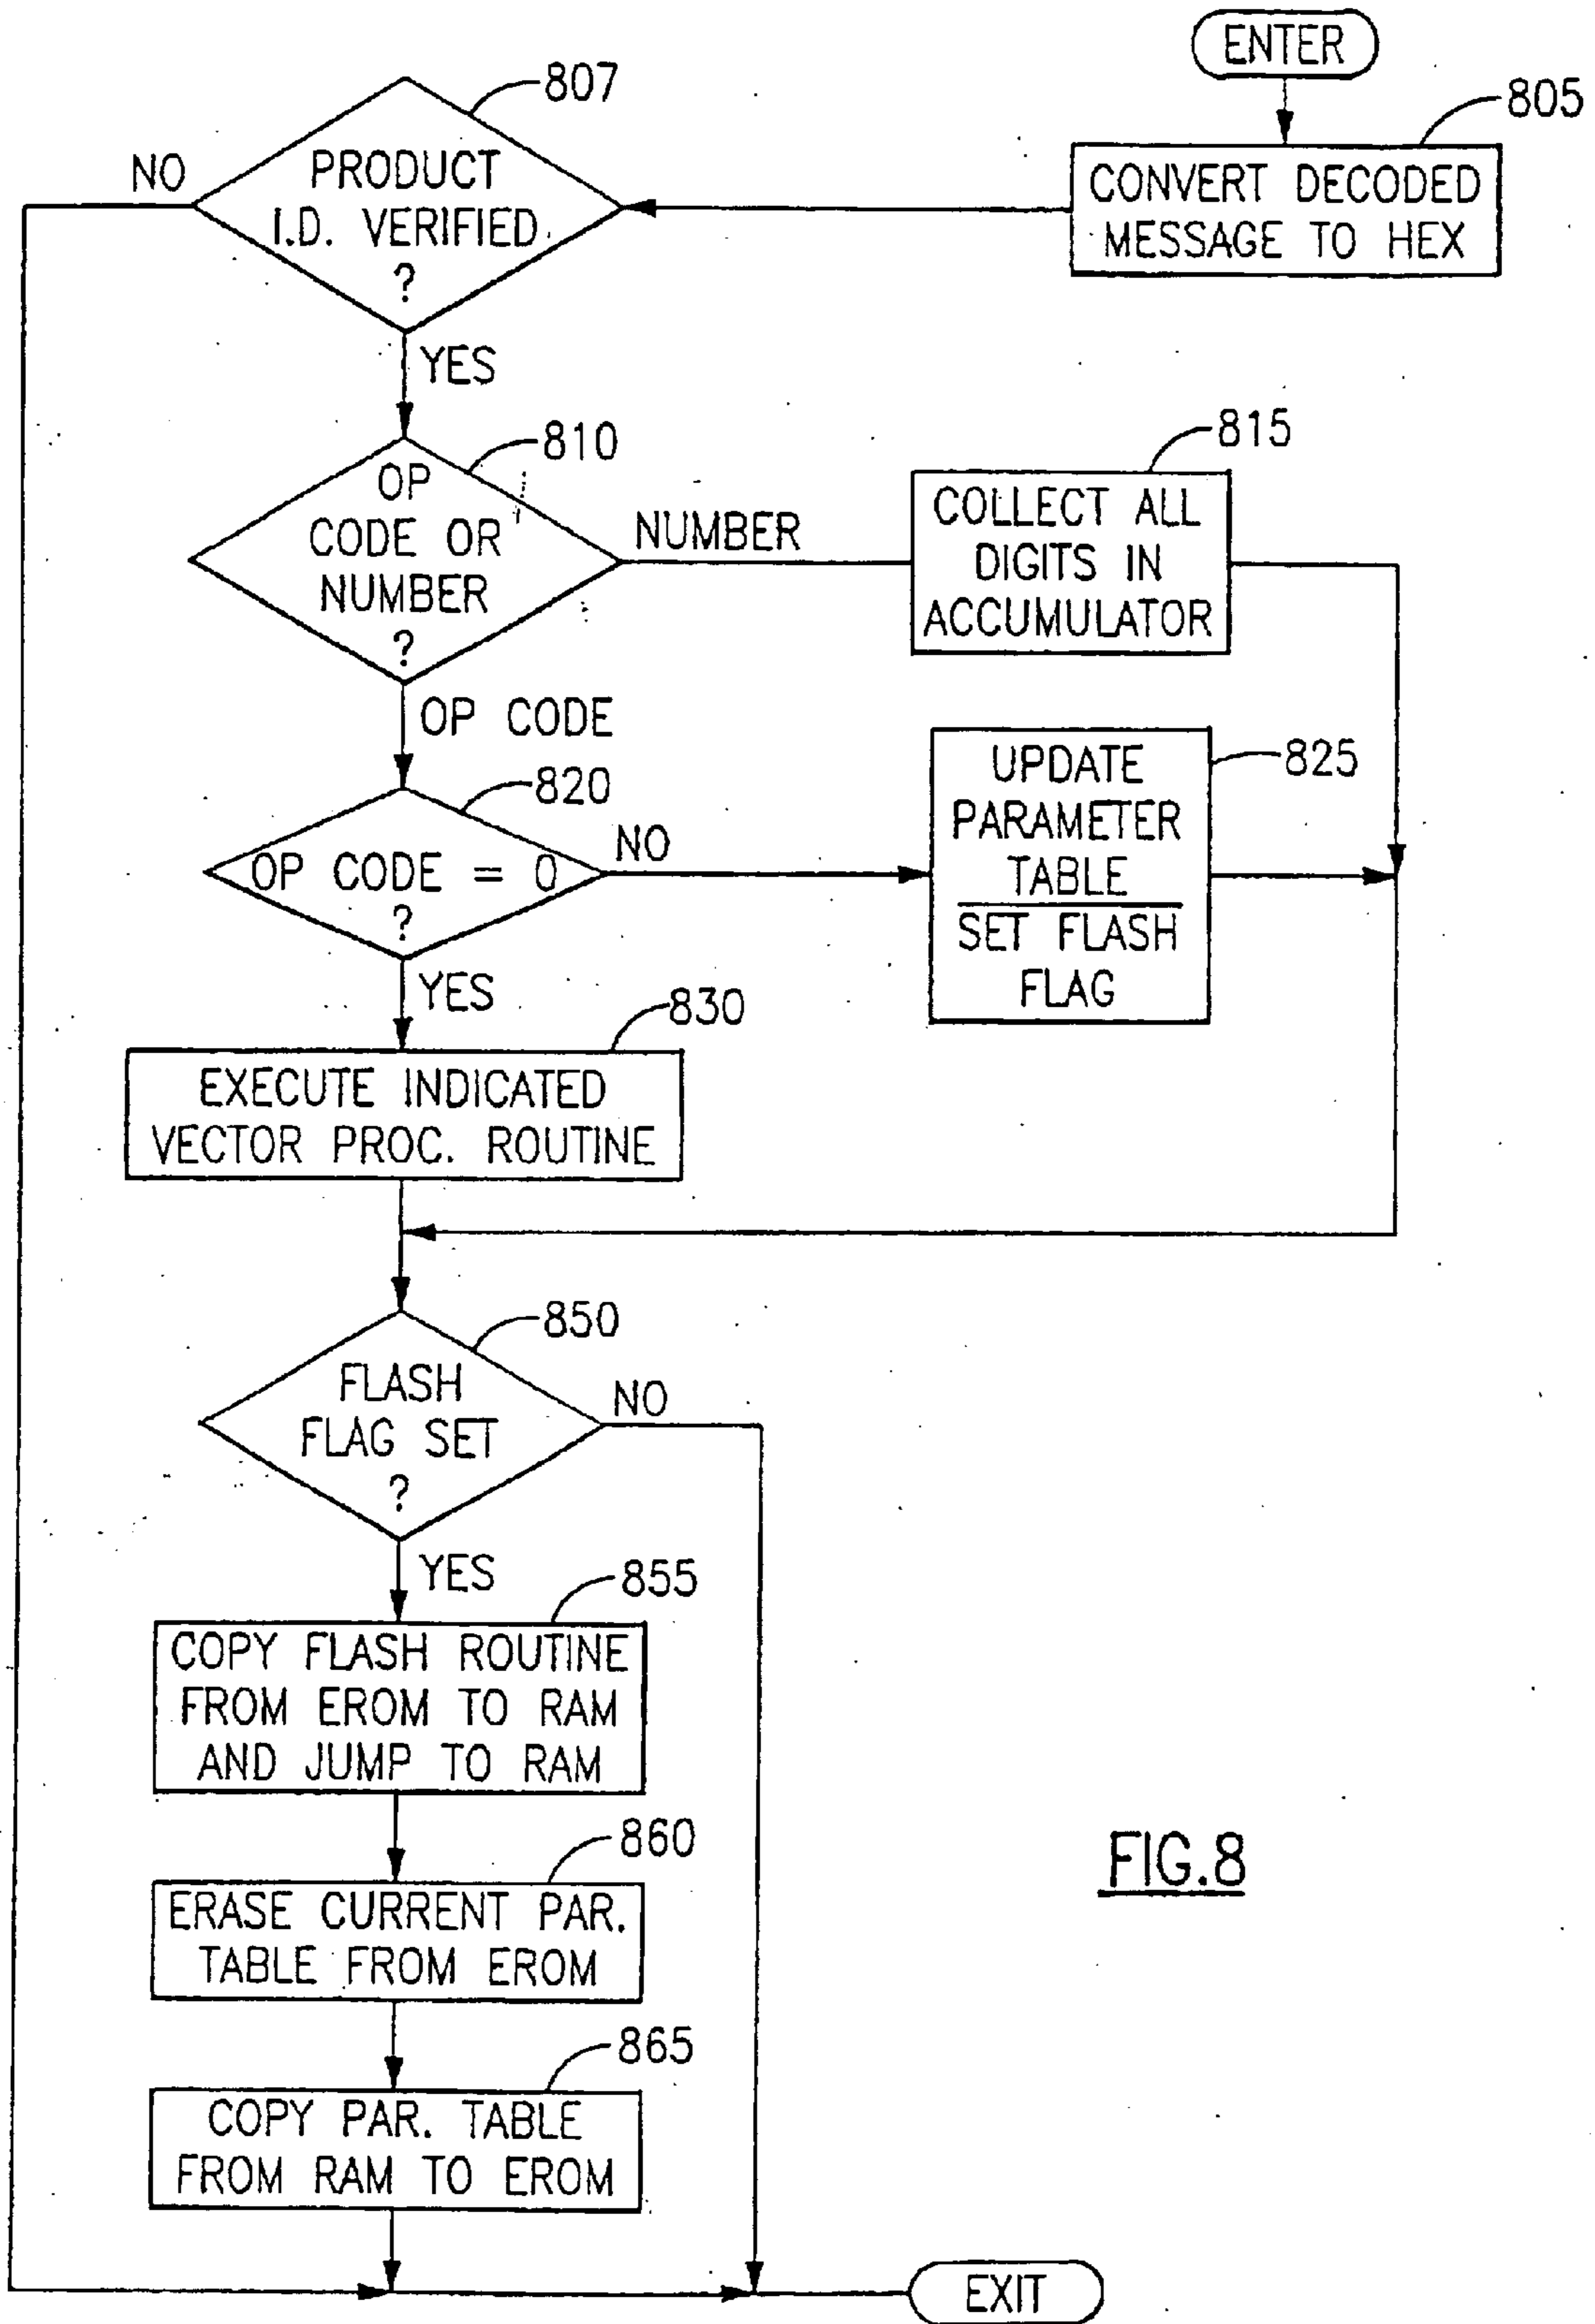 ENTER
805
CONVERT DECODED
MESSAGE TO HEX
807
PRODUCT
I.D. VERIFIED
?
NO
YES
810
OP
CODE OR
NUMBER
?
NUMBER
815
COLLECT ALL
DIGITS IN
ACCUMULATOR
OP CODE
820
OP CODE = 0
?
NO
825
UPDATE
PARAMETER
TABLE
SET FLASH
FLAG
YES
830
EXECUTE INDICATED
VECTOR PROC. ROUTINE
850
FLASH
FLAG SET
?
NO
YES
855
COPY FLASH ROUTINE
FROM EROM TO RAM
AND JUMP TO RAM
860
ERASE CURRENT PAR.
TABLE FROM EROM
865
COPY PAR. TABLE
FROM RAM TO EROM
EXIT
FIG.8